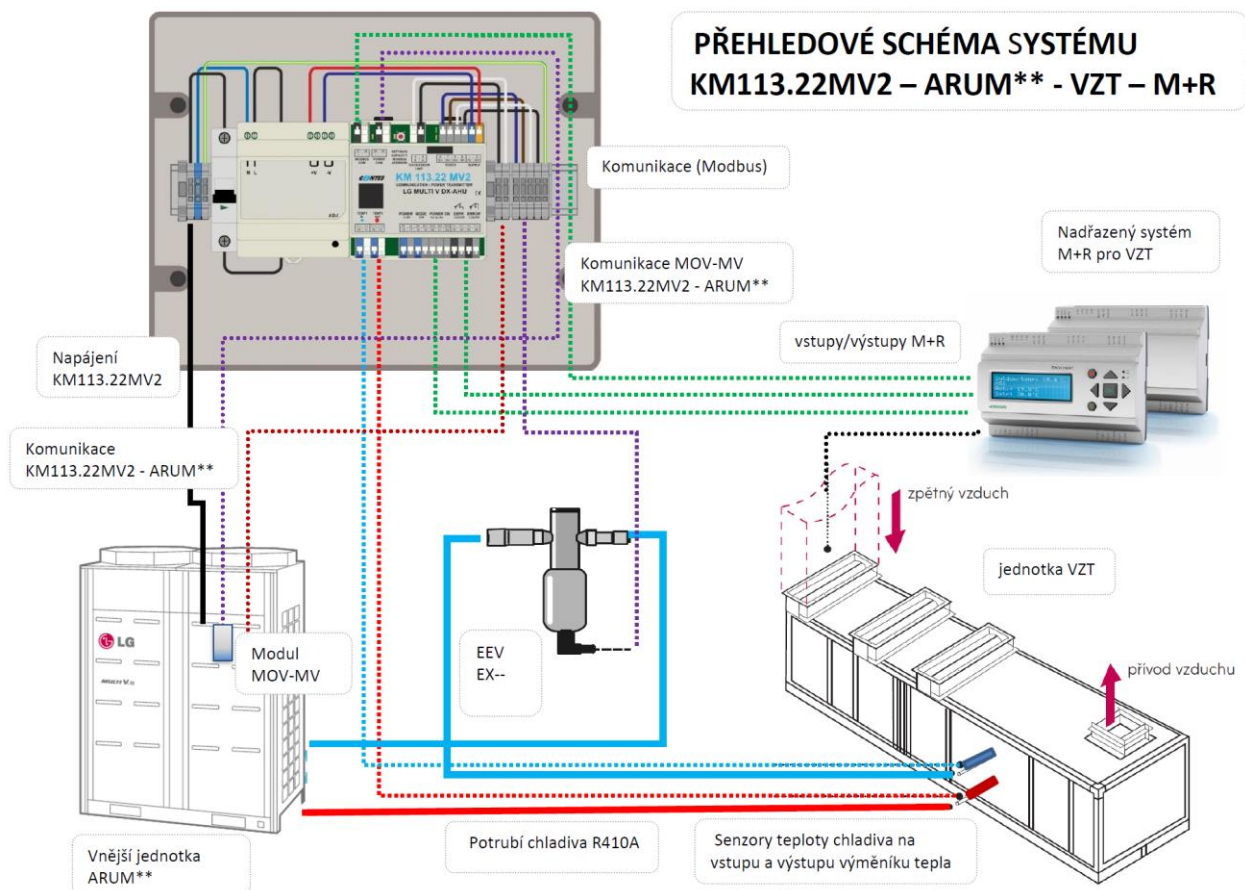 PŘEHLEDOVÉ SCHÉMA SYSTÉMU
KM113.22MV2 – ARUM** - VZT – M+R
Komunikace (Modbus)
KM 113.22 MV2
LG MULTI V DX-AHU
Nadřazený systém
M+R pro VZT
Komunikace MOV-MV
KM113.22MV2 - ARUM**
vstupy/výstupy M+R
Napájení
KM113.22MV2
Komunikace
KM113.22MV2 - ARUM**
zpětný vzduch
jednotka VZT
LG
Modul
MOV-MV
EEV
EX--
přívod vzduchu
Potrubí chladiva R410A
Senzory teploty chladiva na
vstupu a výstupu výměníku tepla
Vnější jednotka
ARUM**